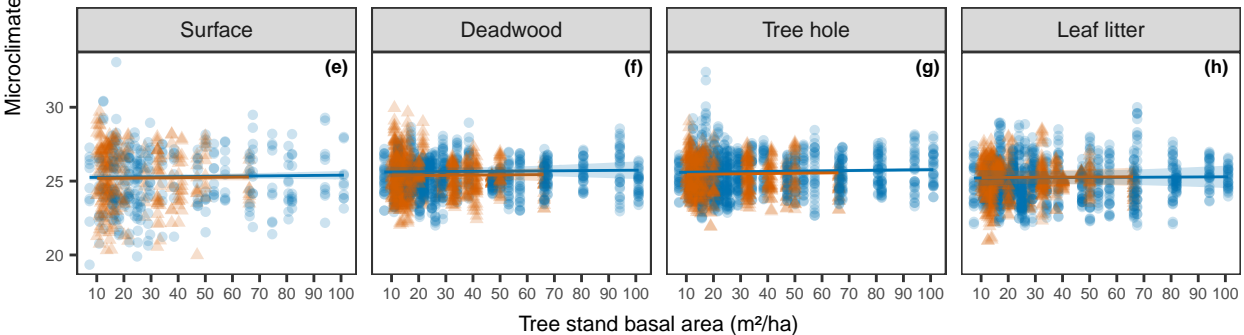 Microclimate
Surface
Deadwood
Tree hole
Leaf litter
(e)
(f)
(g)
(h)
30
25
20
10 20 30 40 50 60 70 80 90 100
10 20 30 40 50 60 70 80 90 100
10 20 30 40 50 60 70 80 90 100
10 20 30 40 50 60 70 80 90 100
Tree stand basal area (m²/ha)